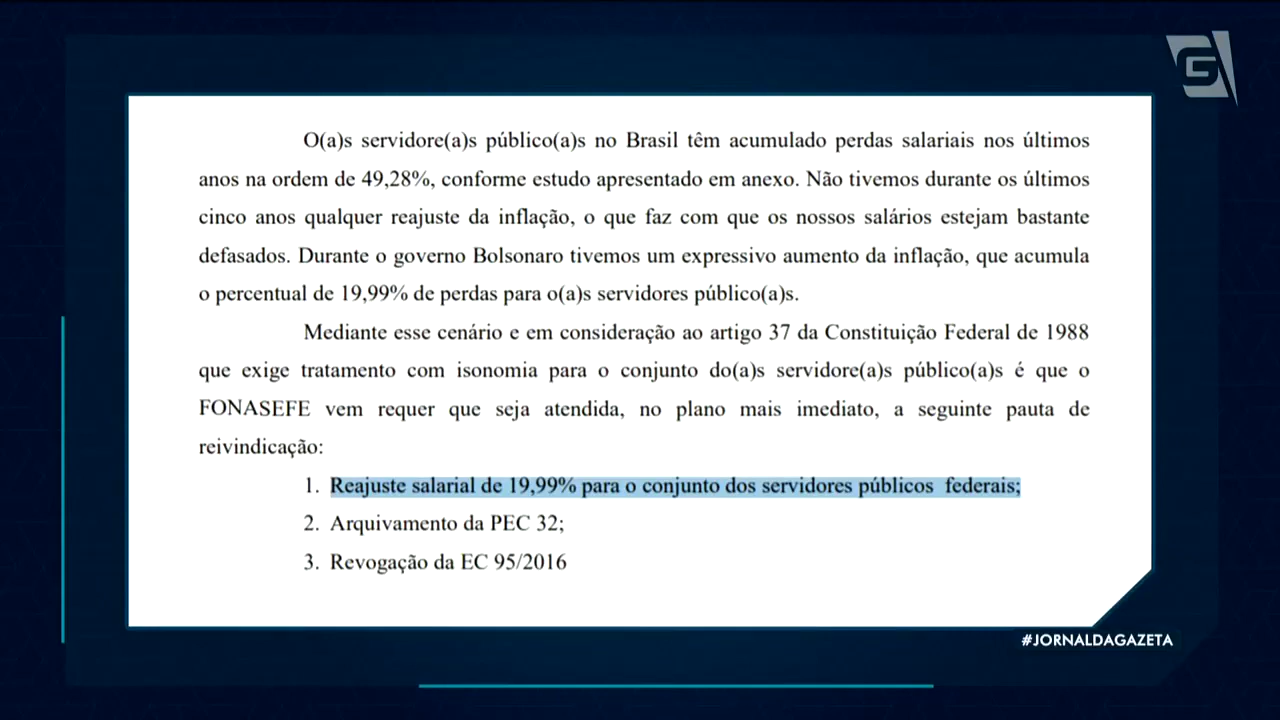 O(a)s servidore(a)s público(a)s no Brasil têm acumulado perdas salariais nos últimos
anos na ordem de 49,28%, conforme estudo apresentado em anexo. Não tivemos durante os últimos
cinco anos qualquer reajuste da inflação, o que faz com que os nossos salários estejam bastante
defasados. Durante o governo Bolsonaro tivemos um expressivo aumento da inflação, que acumula
o percentual de 19,99% de perdas para o(a)s servidores público(a)s.
Mediante esse cenário e em consideração ao artigo 37 da Constituição Federal de 1988
que exige tratamento com isonomia para o conjunto do(a)s servidore(a)s público(a)s é que o
FONASEFE vem requer que seja atendida, no plano mais imediato, a seguinte pauta de
reivindicação:
1. Reajuste salarial de 19,99% para o conjunto dos servidores públicos federais;
2. Arquivamento da PEC 32;
3. Revogação da EC 95/2016
#JORNALDAGAZETA